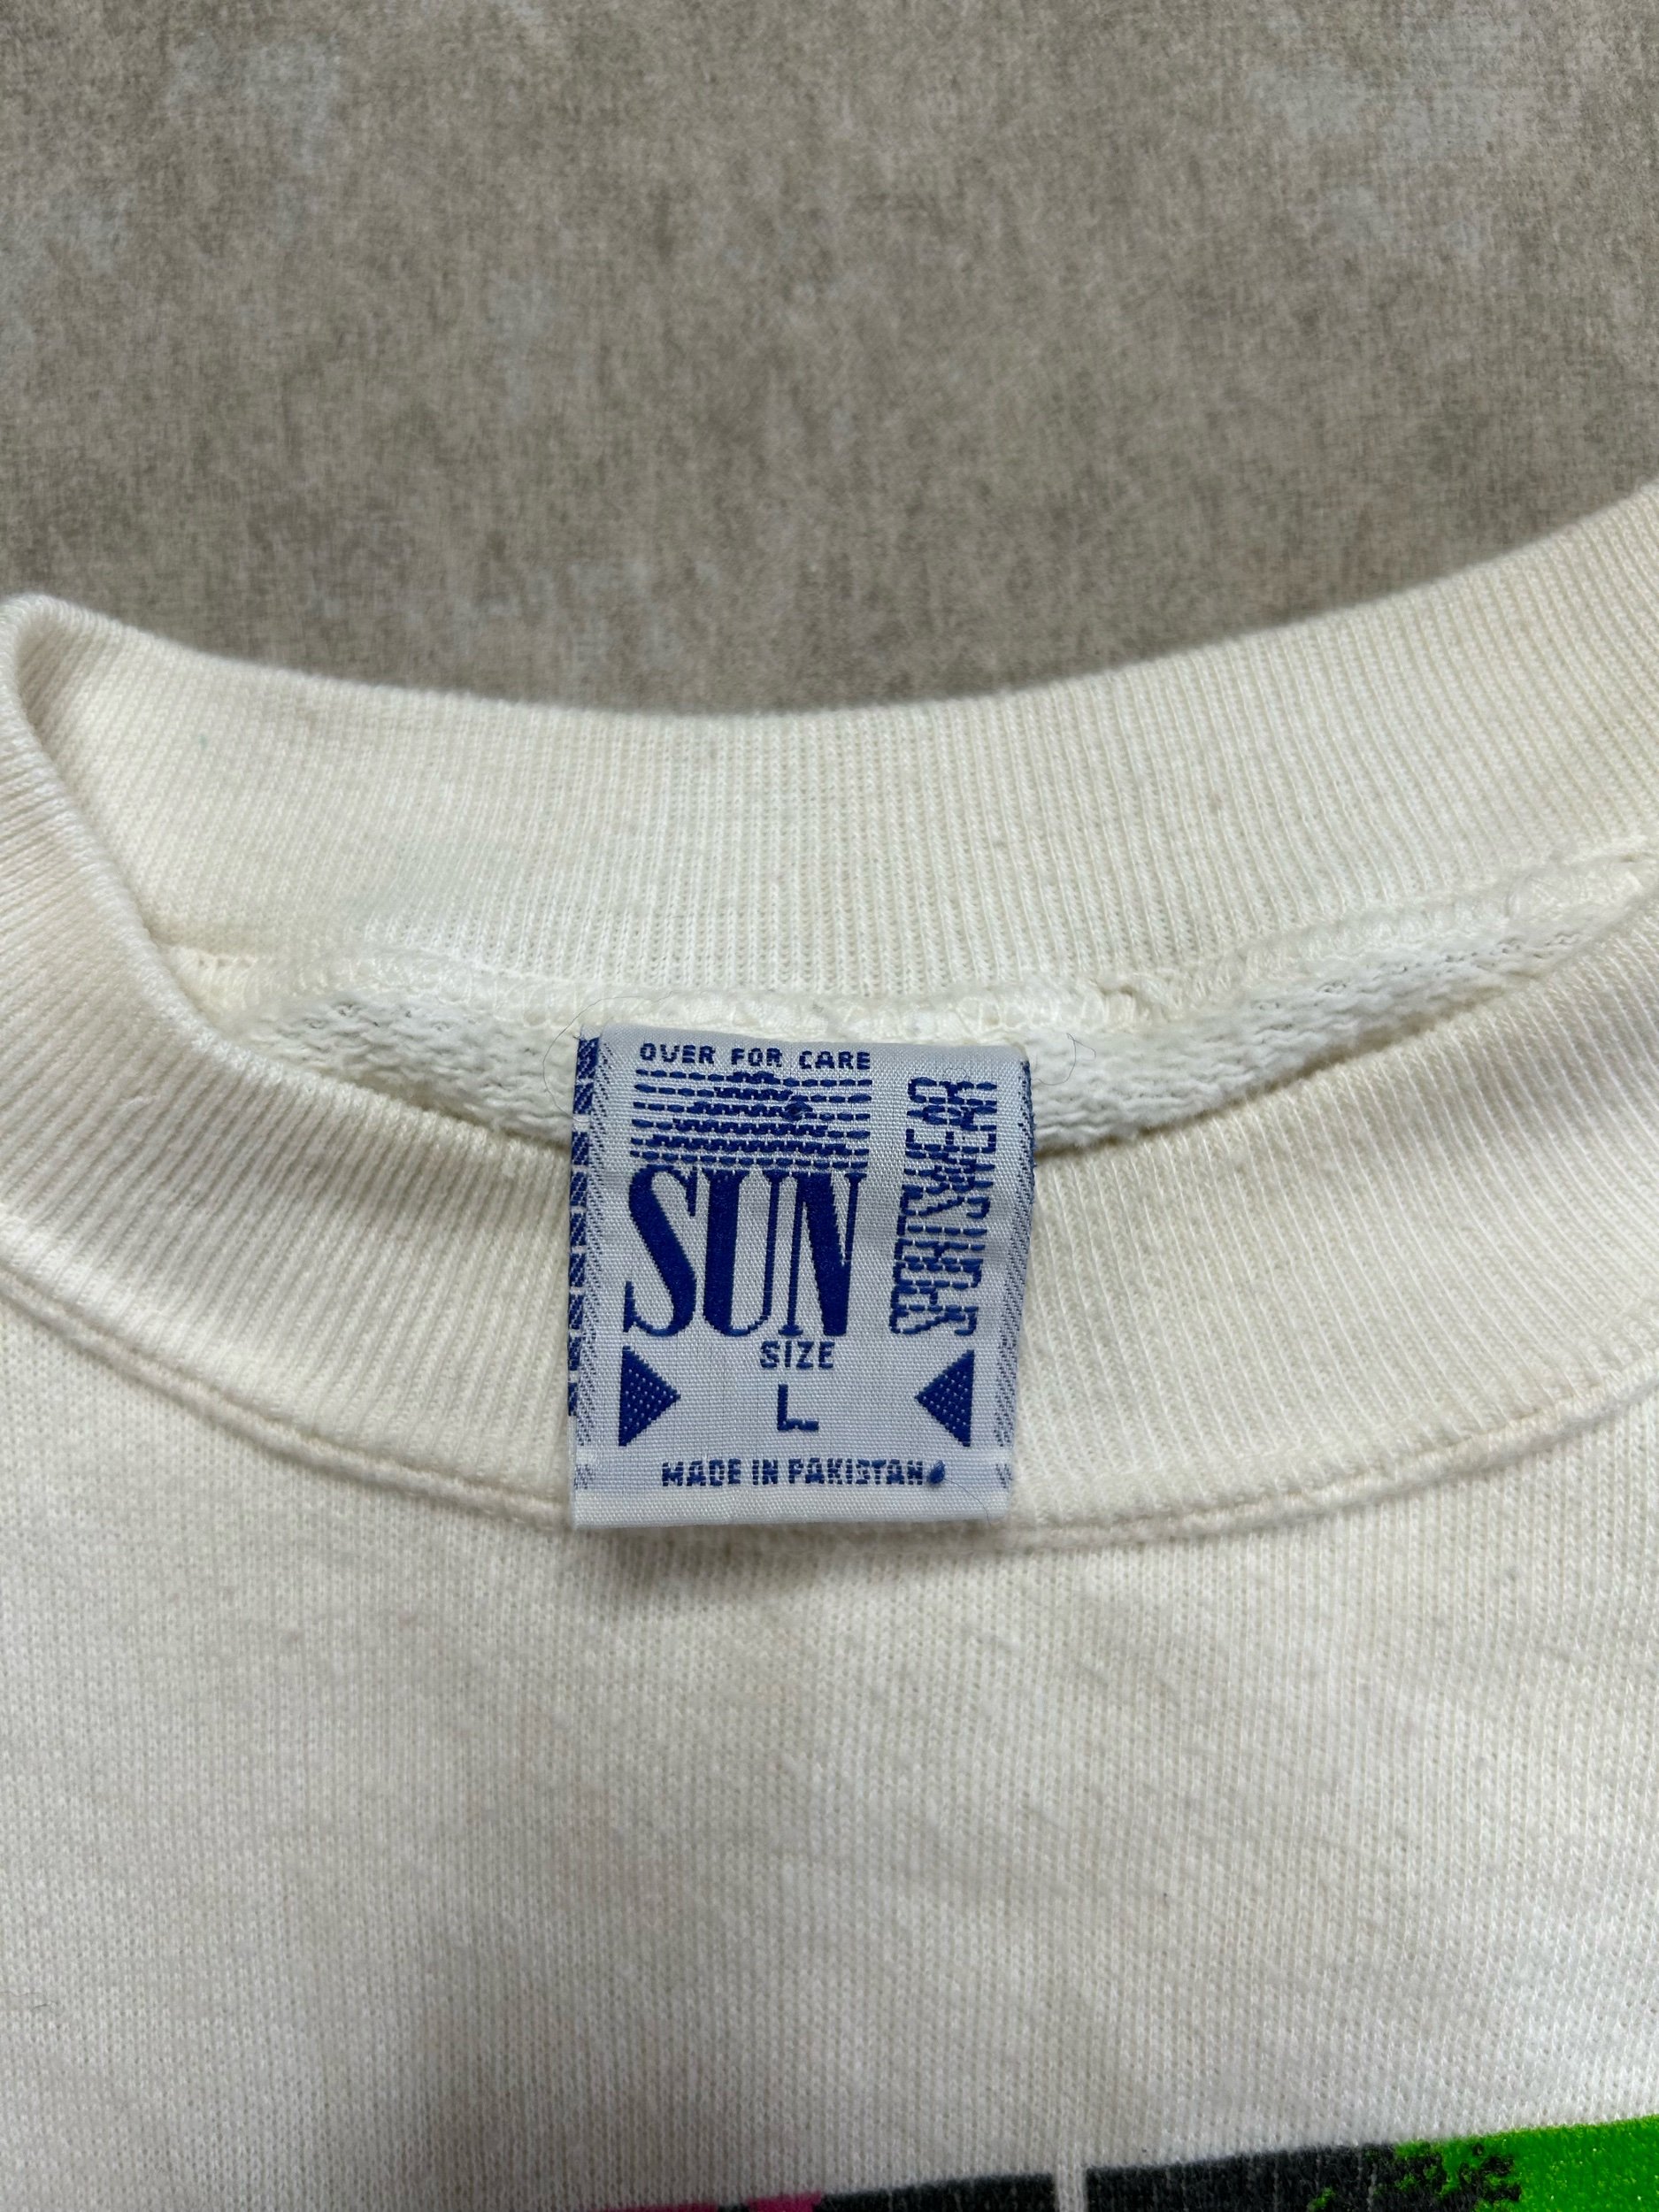 OVER FOR CARE
SUN
SIZE
L
MADE IN PAKISTAN